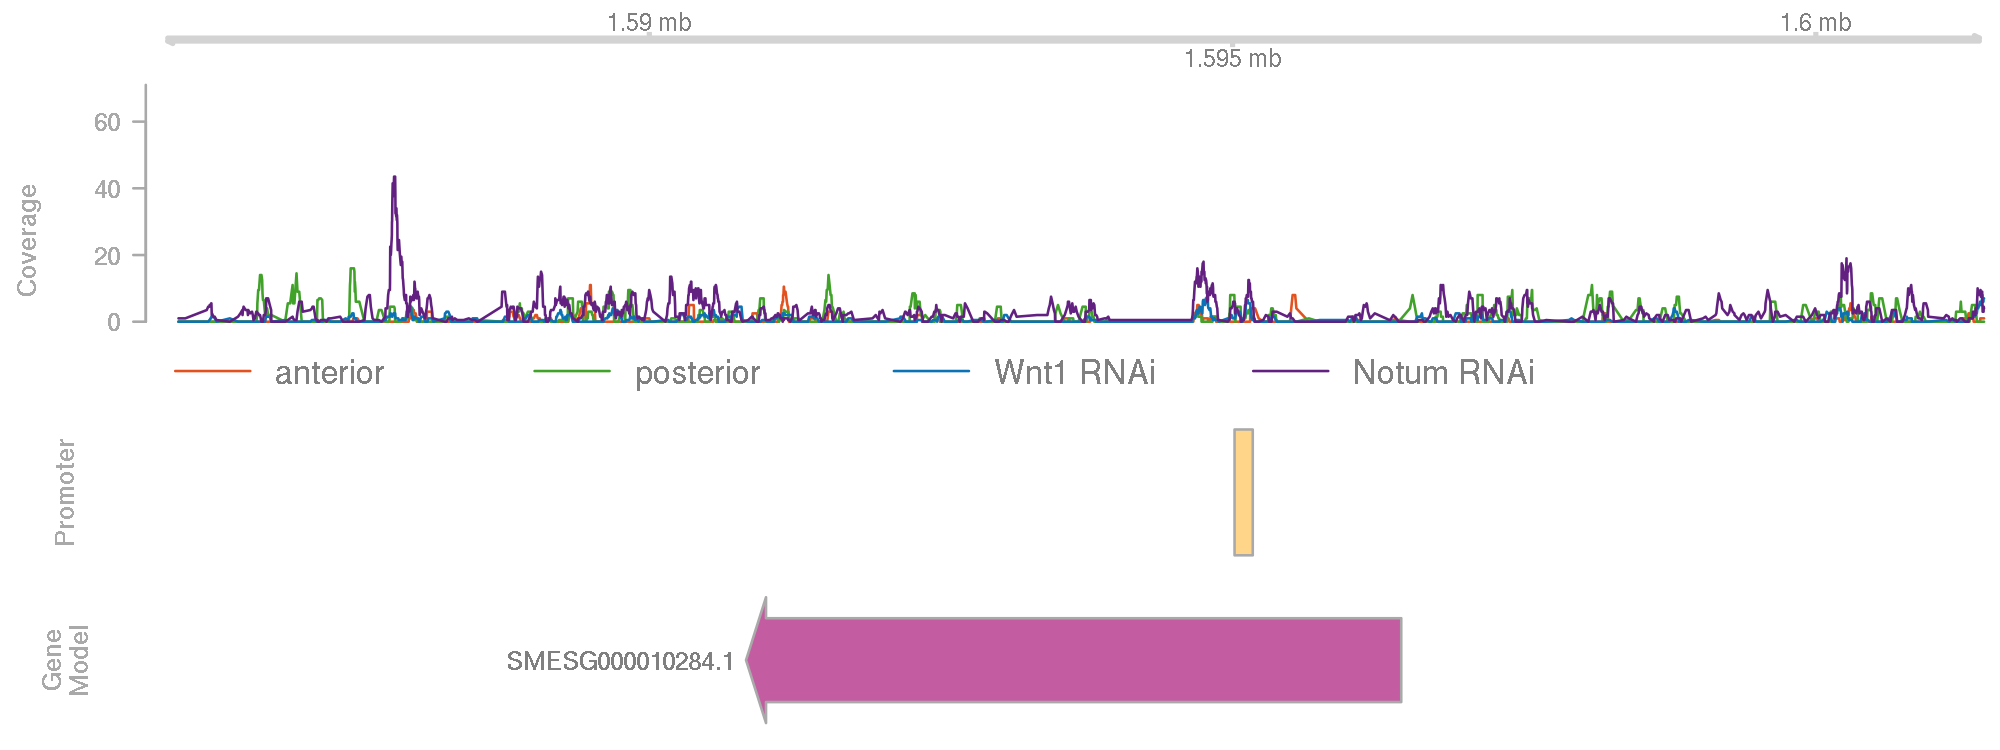 1.59 mb
1.6 mb
1.595 mb
Coverage
60
40
20
0
anterior posterior Wnt1 RNAi Notum RNAi
Promoter
Gene
Model
SMESG000010284.1